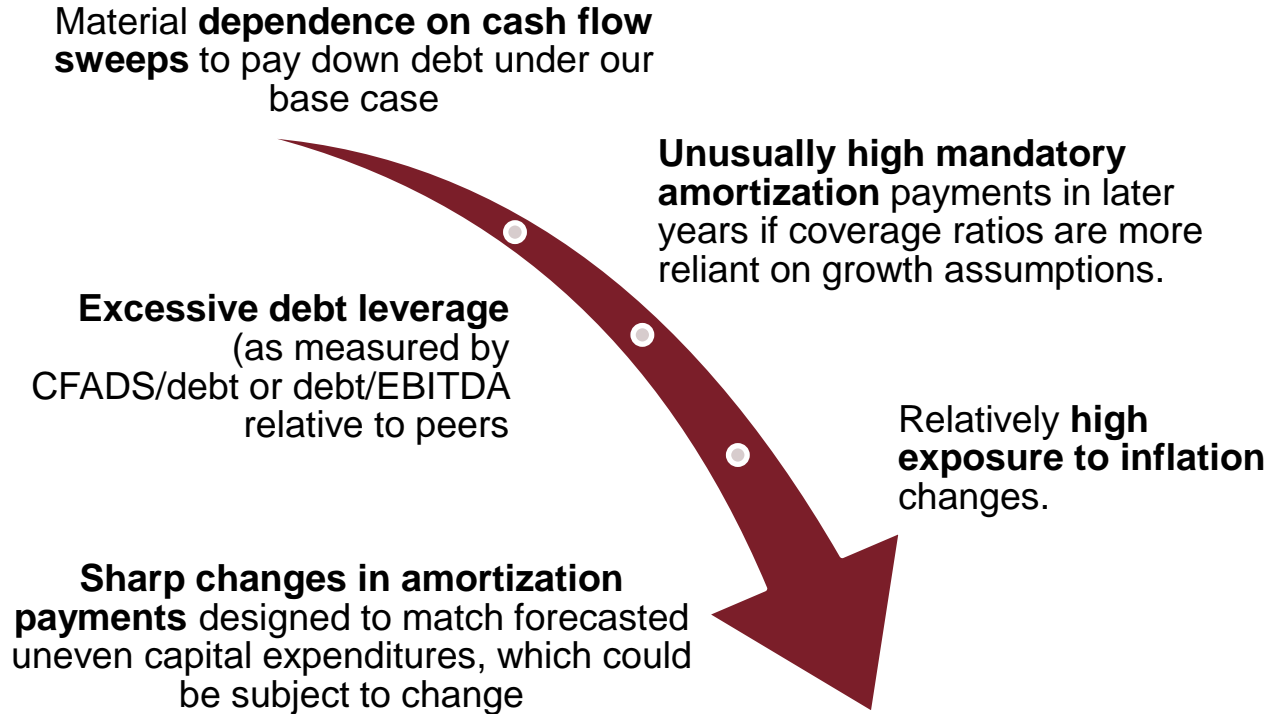 Material dependence on cash flow
sweeps to pay down debt under our
base case
Unusually high mandatory
amortization payments in later
years if coverage ratios are more
reliant on growth assumptions.
Excessive debt leverage
(as measured by
CFADS/debt or debt/EBITDA
relative to peers
Relatively high
exposure to inflation
changes.
Sharp changes in amortization
payments designed to match forecasted
uneven capital expenditures, which could
be subject to change